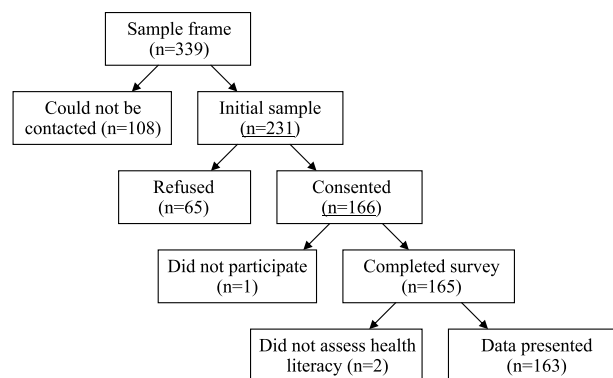 Sample frame
(n=339)
Could not be
contacted (n=108)
Initial sample
(n=231)
Refused
(n=65)
Consented
(n=166)
Did not participate
(n=1)
Completed survey
(n=165)
Did not assess health
literacy (n=2)
Data presented
(n=163)